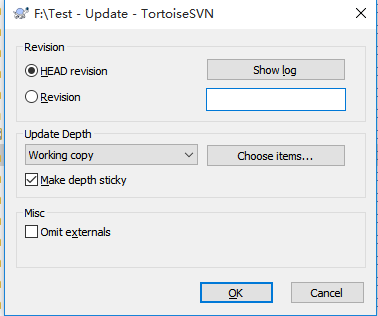 F:\Test - Update - TortoiseSVN
Revision
HEAD revision
Show log
Revision
Update Depth
Working copy
Choose items...
Make depth sticky
Misc
Omit externals
OK
Cancel